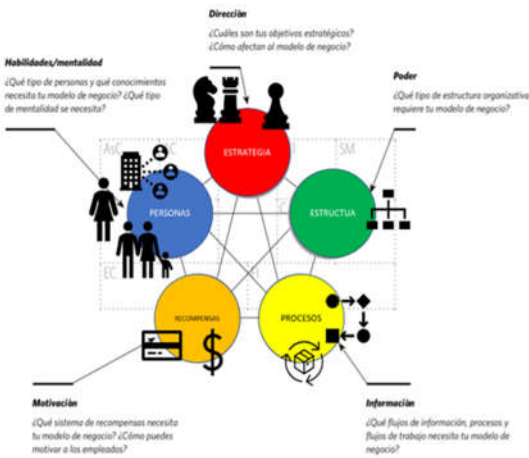 Dirección
¿Cuáles son tus objetivos estratégicos?
¿Cómo afectan al modelo de negocio?
Habilidades/mentalidad
¿Qué tipo de personas y qué conocimientos
necesita tu modelo de negocio? ¿Qué tipo
de mentalidad se necesita?
Poder
¿Qué tipo de estructura organizativa
requiere tu modelo de negocio?
ESTRATEGIA
AsC
SM
PERSONAS
ESTRUCTUA
EC
RECOMPENSAS
PROCESOS
$
Motivación
¿Qué sistema de recompensas necesita
tu modelo de negocio? ¿Cómo puedes
motivar a los empleados?
Información
¿Qué flujos de información, procesos y
flujos de trabajo necesita tu modelo de
negocio?